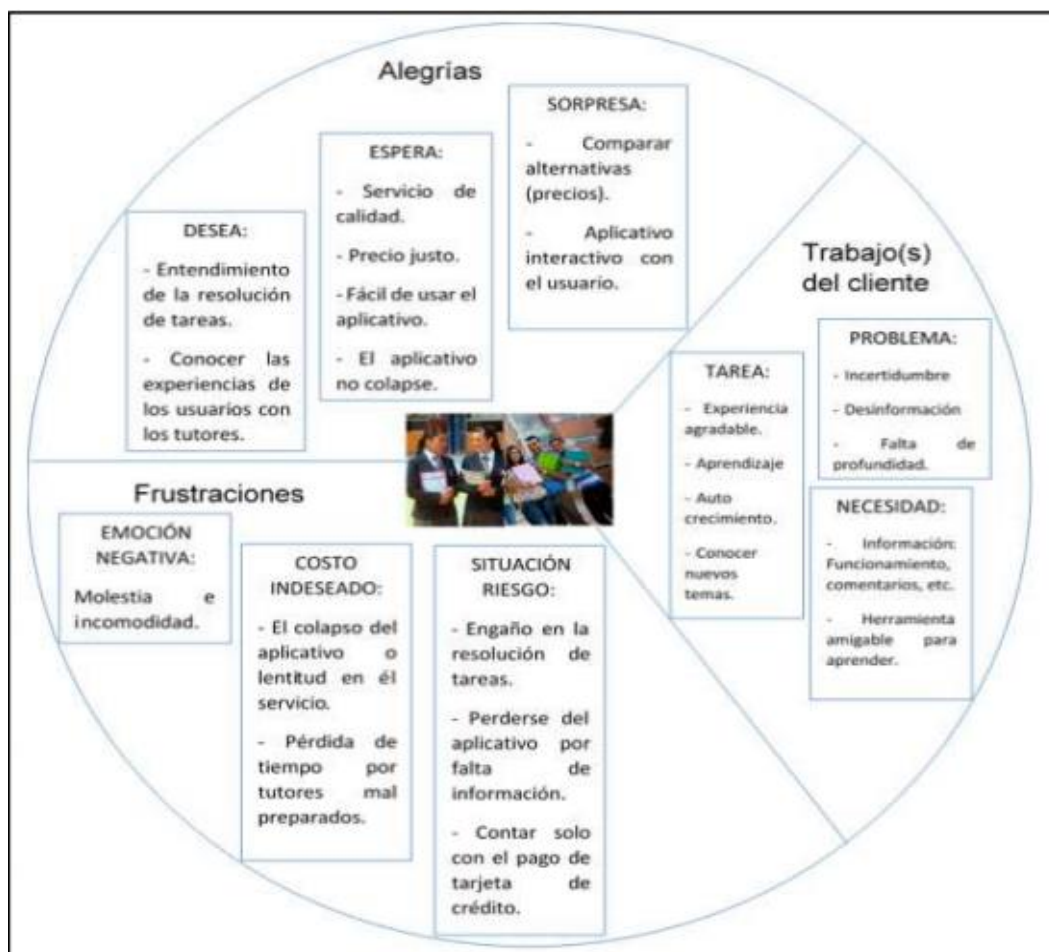 Alegrías
SORPRESA:
- Comparar
alternativas
(precios).
- Aplicativo
interactivo con
el usuario.
ESPERA:
- Servicio de
calidad.
- Precio justo.
- Fácil de usar el
aplicativo.
- El aplicativo
no colapse.
DESEA:
- Entendimiento
de la resolución
de tareas.
- Conocer las
experiencias de
los usuarios con
los tutores.
Trabajo(s)
del cliente
PROBLEMA:
- Incertidumbre
- Desinformación
- Falta de
profundidad.
TAREA:
- Experiencia
agradable.
- Aprendizaje
- Auto
crecimiento.
- Conocer
nuevos
temas.
NECESIDAD:
- Información:
Funcionamiento,
comentarios, etc.
- Herramienta
amigable para
aprender.
Frustraciones
EMOCIÓN
NEGATIVA:
Molestia e
incomodidad.
COSTO
INDESEADO:
- El colapso del
aplicativo o
lentitud en él
servicio.
- Pérdida de
tiempo por
tutores mal
preparados.
SITUACIÓN
RIESGO:
- Engaño en la
resolución de
tareas.
- Perderse del
aplicativo por
falta de
información.
- Contar solo
con el pago de
tarjeta de
crédito.